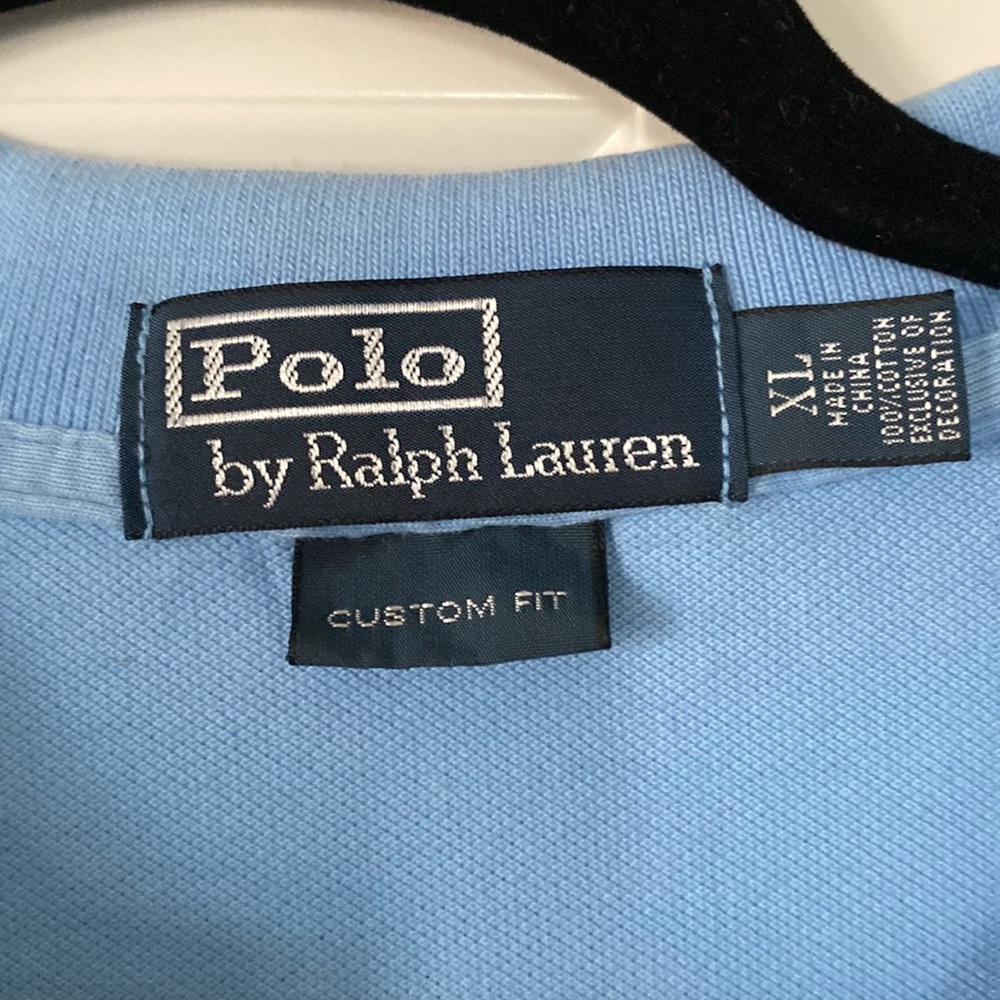 Polo
by Ralph Lauren
XL
MADE IN
CHINA
100%COTTON
EXCLUSIVE OF
DECORATION
CUSTOM FIT